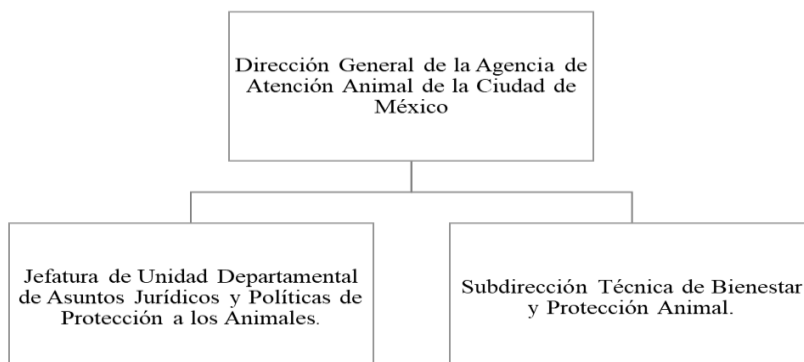 Dirección General de la Agencia de
Atención Animal de la Ciudad de
México
Jefatura de Unidad Departamental
de Asuntos Jurídicos y Políticas de
Protección a los Animales.
Subdirección Técnica de Bienestar
y Protección Animal.